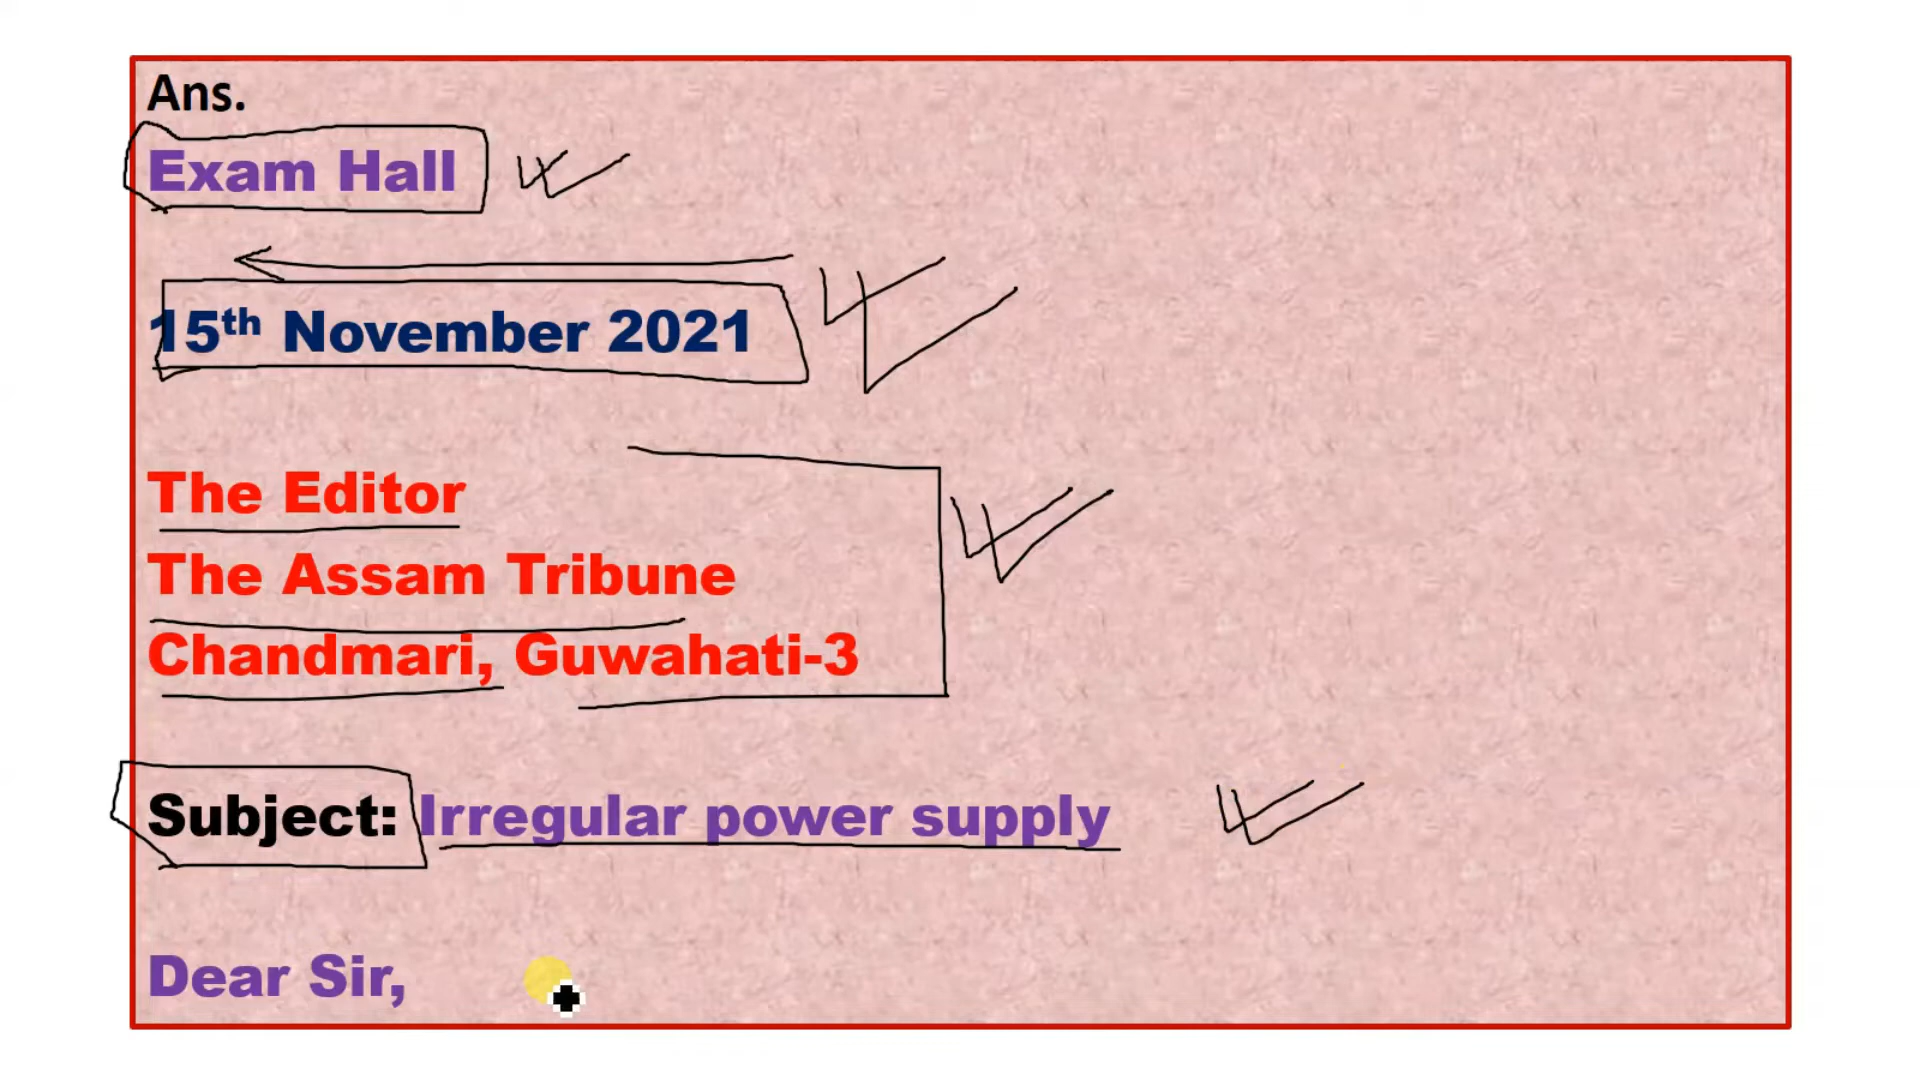 Ans.
Exam Hall
15th November 2021
The Editor
The Assam Tribune
Chandmari, Guwahati-3
Subject: Irregular power supply
Dear Sir,